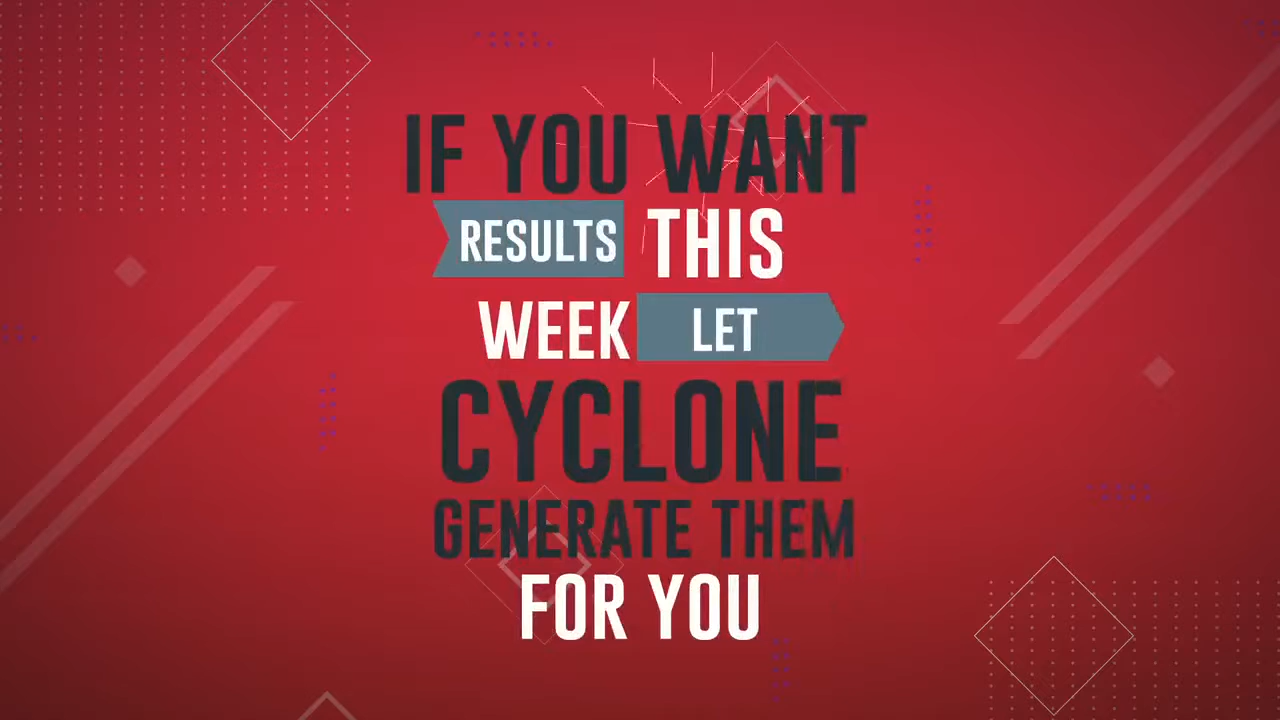 IF YOU WANT
RESULTS THIS
WEEK LET
CYCLONE
GENERATE THEM
FOR YOU